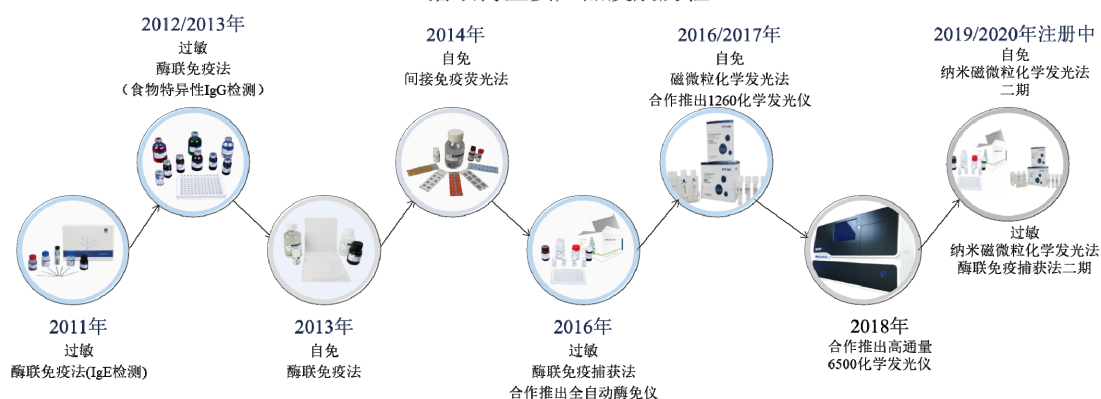 2012/2013年
过敏
酶联免疫法
（食物特异性IgG检测）
2014年
自免
间接免疫荧光法
2016/2017年
自免
磁微粒化学发光法
合作推出1260化学发光仪
2019/2020年注册中
自免
纳米磁微粒化学发光法
二期
2011年
过敏
酶联免疫法(IgE检测)
2013年
自免
酶联免疫法
2016年
过敏
酶联免疫捕获法
合作推出全自动酶免仪
2018年
合作推出高通量
6500化学发光仪
过敏
纳米磁微粒化学发光法
酶联免疫捕获法二期